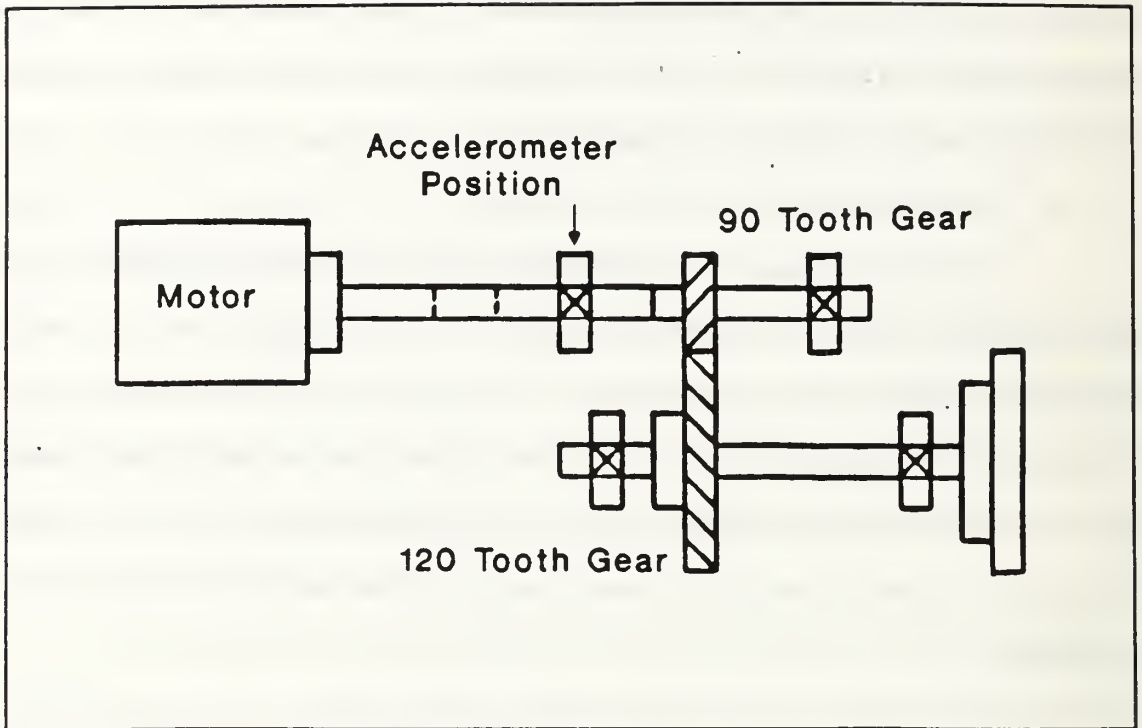 Accelerometer
Position
90 Tooth Gear
Motor
120 Tooth Gear